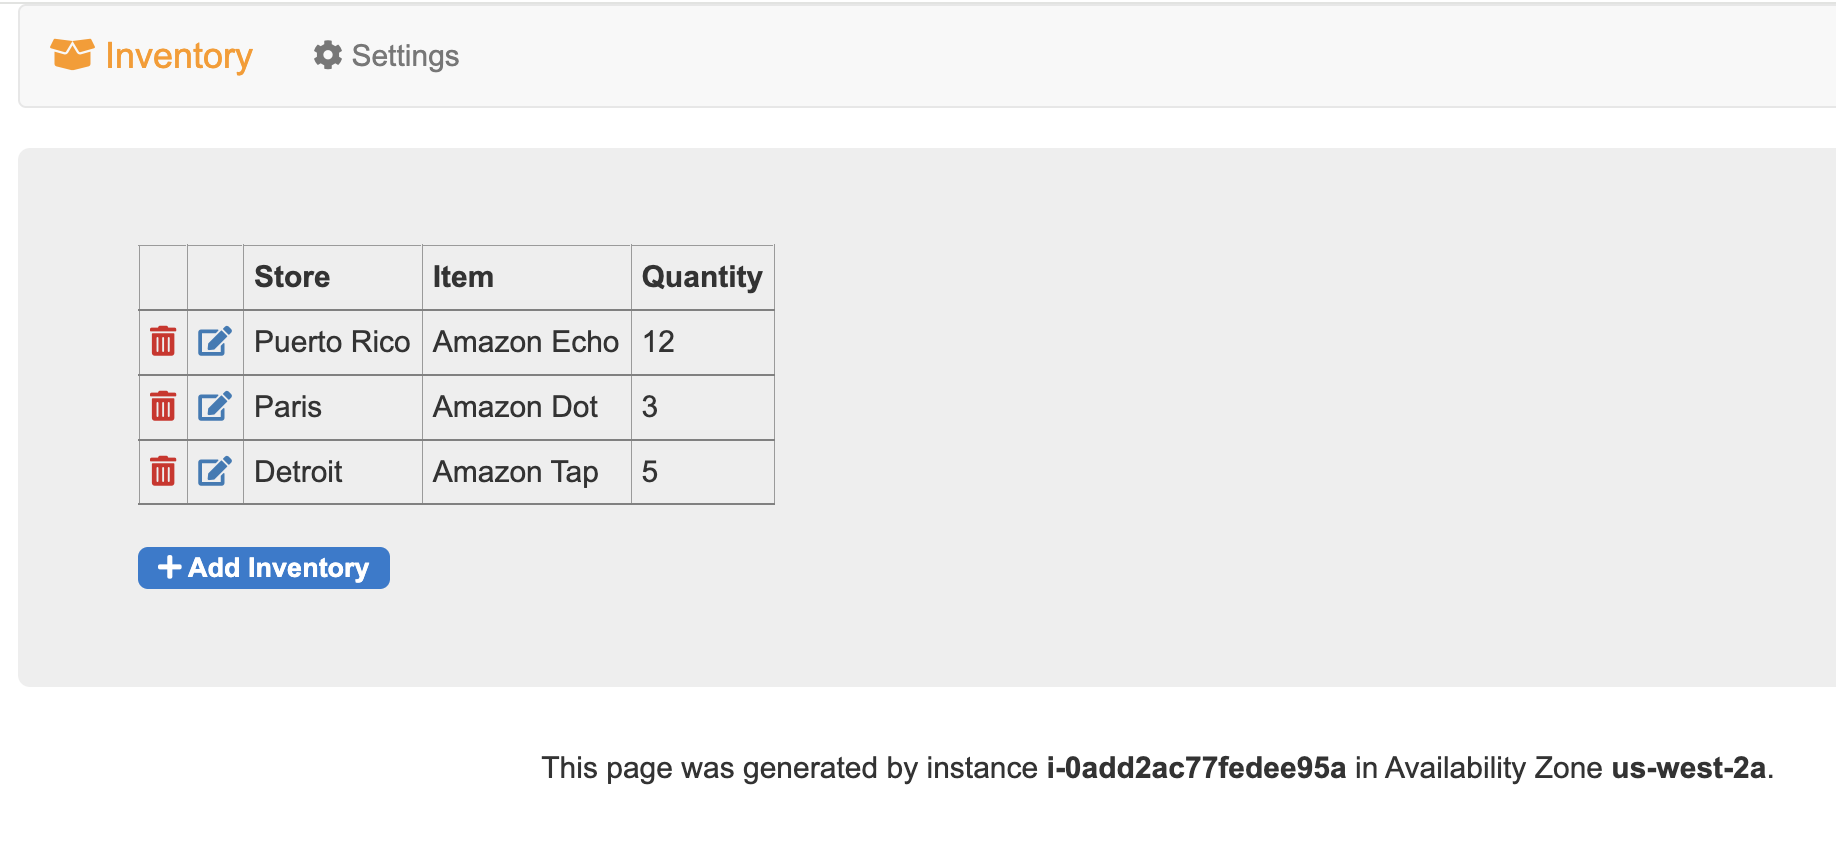 Inventory Settings
Store Item Quantity
Puerto Rico Amazon Echo 12
Paris Amazon Dot 3
Detroit Amazon Tap 5
Add Inventory
This page was generated by instance i-0add2ac77fedee95a in Availability Zone us-west-2a.